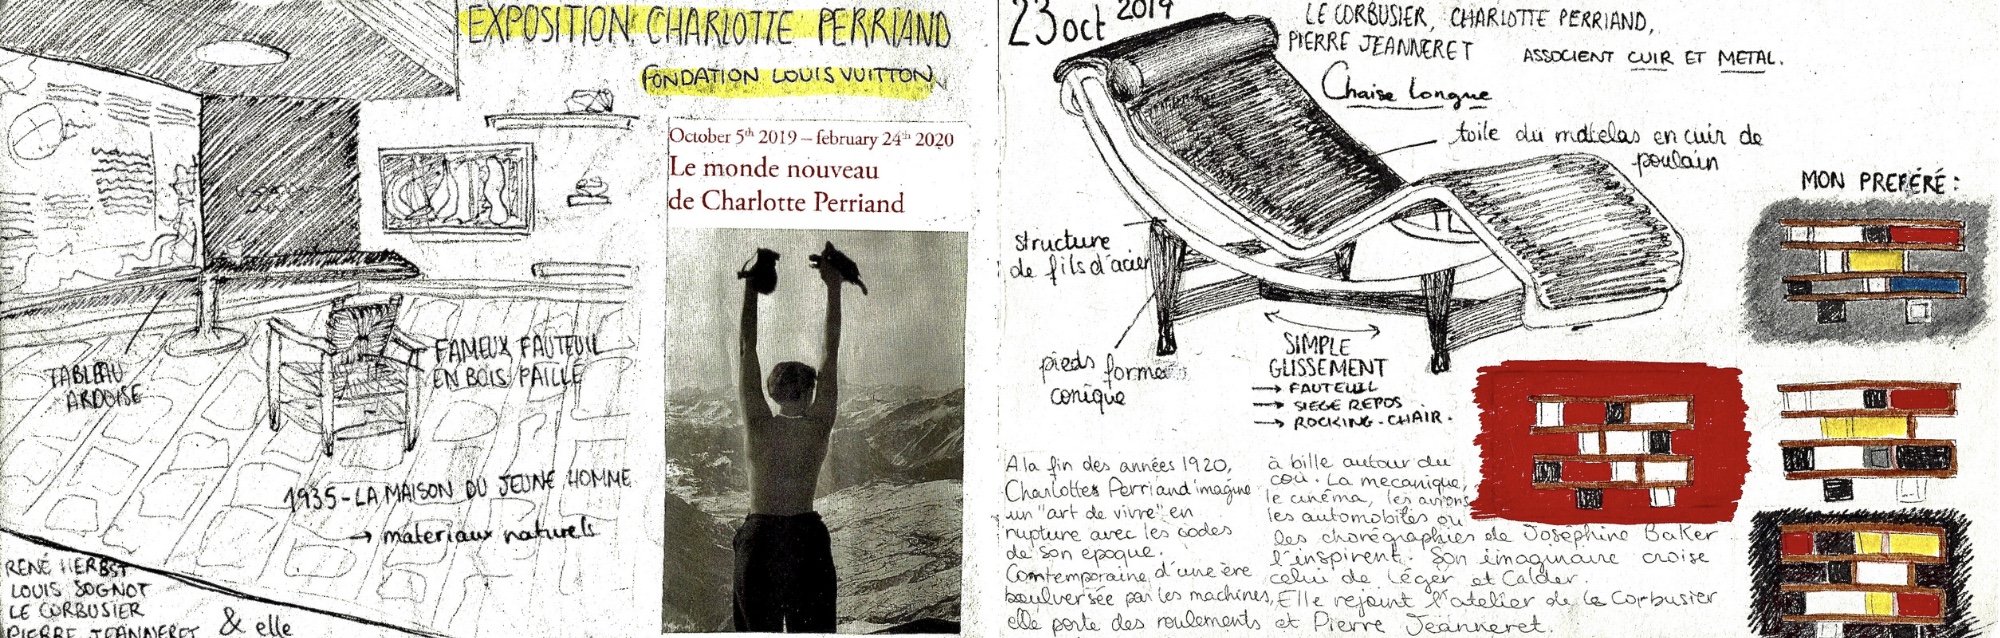 EXPOSITION CHARLOTTE PERRIAND
FONDATION LOUIS VUITTON
October 5th 2019 – february 24th 2020
Le monde nouveau
de Charlotte Perriand
TABLEAU
ARDOISE
FAMEUX FAUTEUIL
EN BOIS PAILLÉ
1935 - LA MAISON DU JEUNE HOMME
→ materiaux naturels
RENÉ HERBST
LOUIS SOGNOT
LE CORBUSIER
PIERRE JEANNERET & elle
23 oct 2019
LE CORBUSIER, CHARLOTTE PERRIAND,
PIERRE JEANNERET ASSOCIENT CUIR ET METAL.
Chaise longue
toile du matelas en cuir de
poulain
structure
de fils d'acier
pieds forme
conique
SIMPLE
GLISSEMENT
→ FAUTEUIL
→ SIEGE REPOS
→ ROCKING-CHAIR.
MON PREFÉRÉ :
A la fin des années 1920,
Charlottes Perriand imagine
un "art de vivre" en
rupture avec les codes
de son epoque.
Comtemporaine d'une ère
boulversée par les machines,
elle porte des roulements
à bille autour du
cou. La mecanique,
le cinéma, les avions
les automobiles ou
les chorégraphies de Joséphine Baker
l'inspirent. Son imaginaire croise
celui de Léger et Calder.
Elle rejoint l'atelier de le Corbusier
et Pierre Jeanneret.